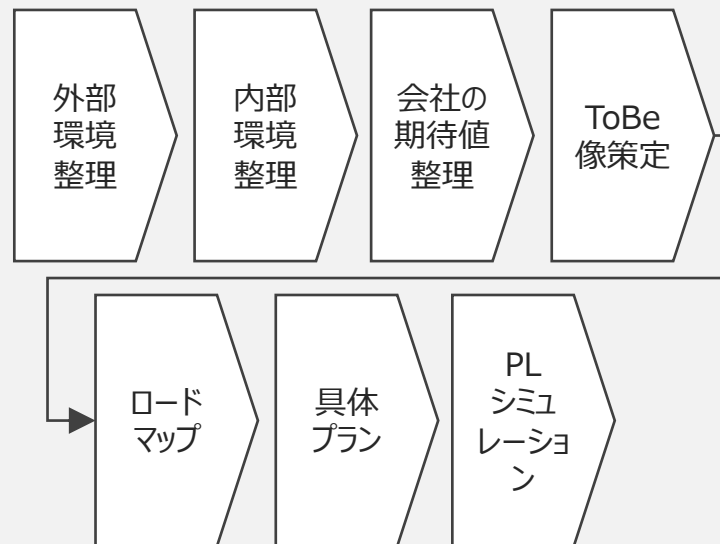 外部
環境
整理
内部
環境
整理
会社の
期待値
整理
ToBe
像策定
ロード
マップ
具体
プラン
PL
シミュ
レーショ
ン